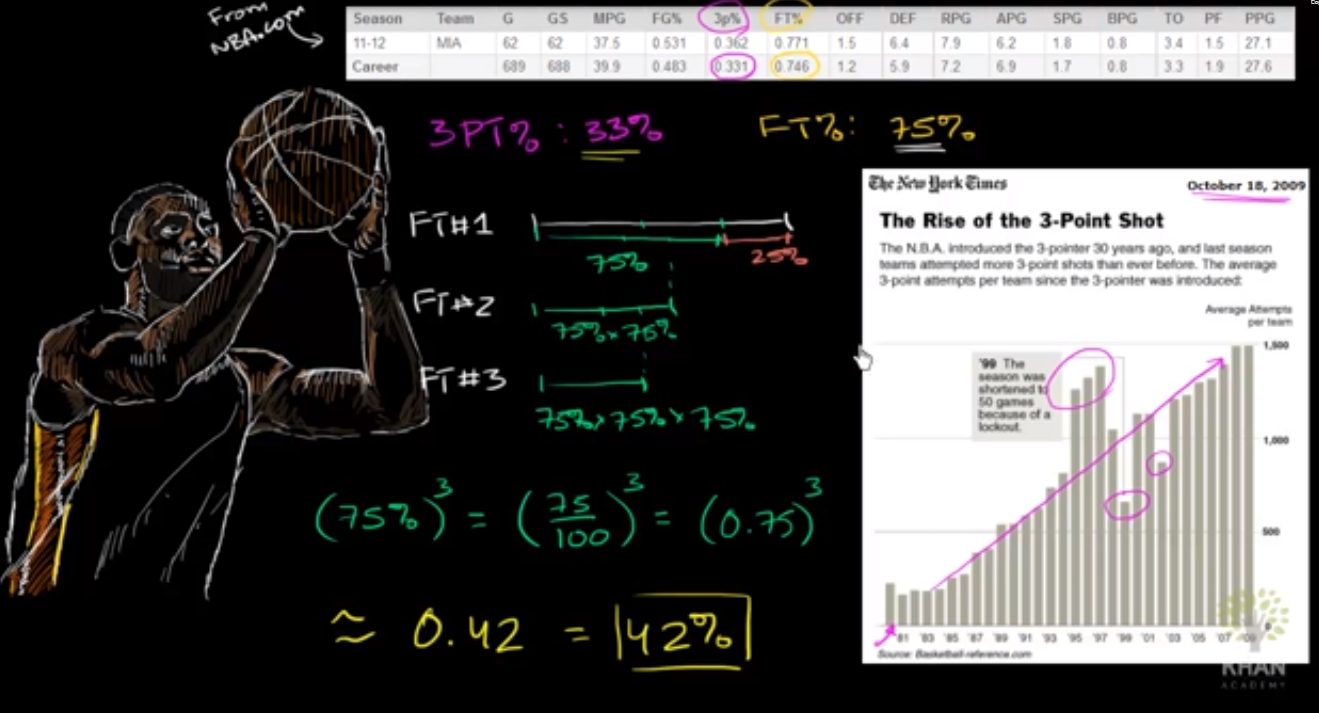 From
NBA.com
Season Team G GS MPG FG% 3p% FT% OFF DEF RPG APG SPG BPG TO PF PPG
11-12 MIA 62 62 37.5 0.531 0.362 0.771 1.5 6.4 7.9 6.2 1.8 0.8 3.4 1.5 27.1
Career 689 688 39.9 0.483 0.331 0.746 1.2 5.9 7.2 6.9 1.7 0.8 3.3 1.9 27.6
3PT% : 33%
FT%: 75%
FT#1
75%
25%
FT#2
75%×75%
FT#3
75%×75%×75%
(75%)³ = (75/100)³ = (0.75)³
≈ 0.42 = 42%
The New York Times
October 18, 2009
The Rise of the 3-Point Shot
The N.B.A. introduced the 3-pointer 30 years ago, and last season
teams attempted more 3-point shots than ever before. The average
3-point attempts per team since the 3-pointer was introduced:
Average Attempts
per team
1,500
'99 The
season was
shortened to
50 games
because of a
lockout.
1,000
500
0
'81 '83 '85 '87 '89 '91 '93 '95 '97 '99 '01 '03 '05 '07 '09
Source: Basketball-reference.com
KHAN
ACADEMY